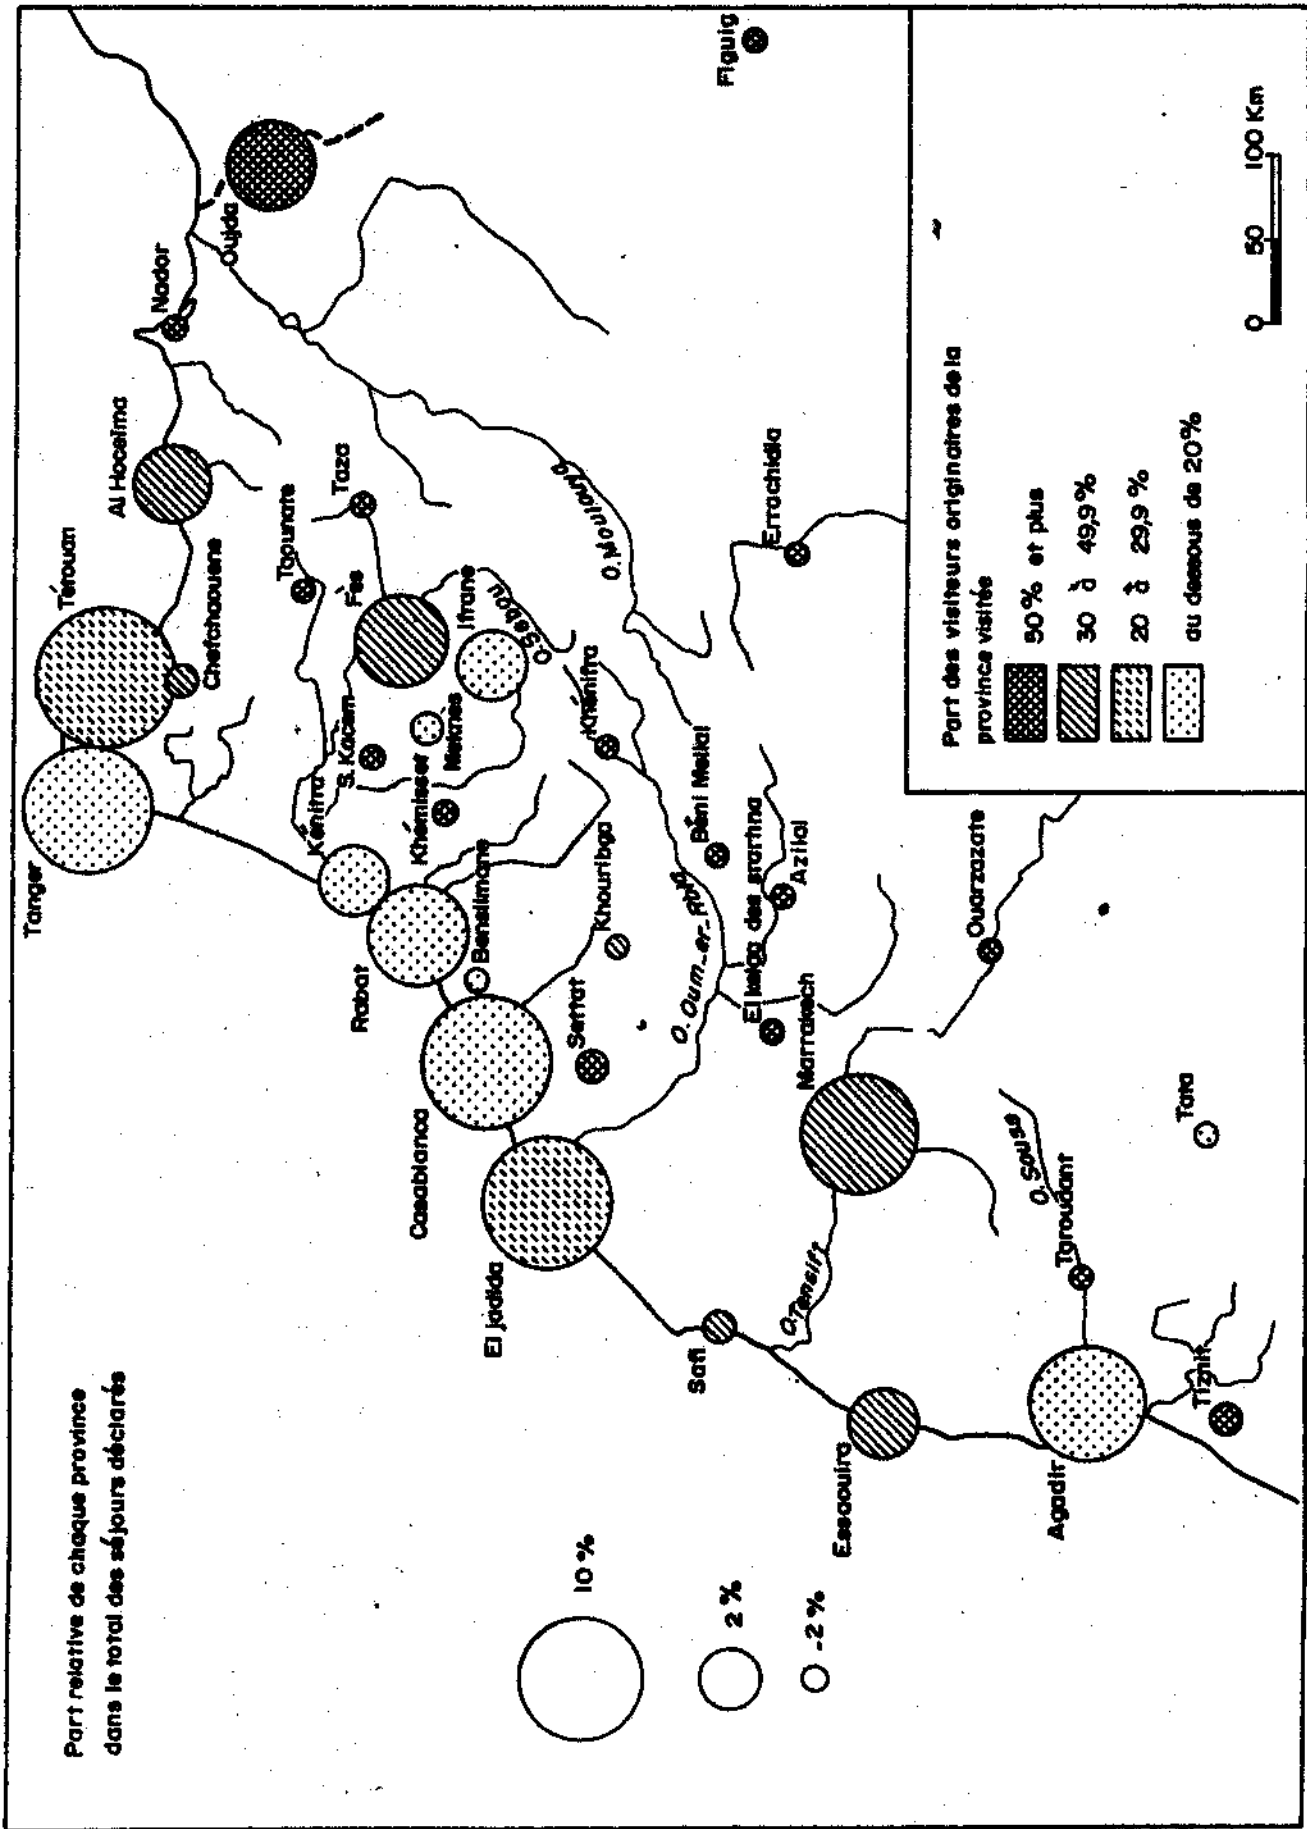 Part relative de chaque province
dans le total des séjours déclarés
10 %
2 %
-2 %
Tanger
Térouan
Chefchaouene
Al Hoceima
Nador
Oujda
Figuig
Taounate
Taza
Fès
Ifrane
O. Sebou
O. Moulouya
Kénitra
S. Kacem
Khémisset
Meknès
Khénifra
Errachidia
Rabat
Benslimane
Khouribga
Casablanca
Settat
Béni Mellal
O. Oum-er-Rbia
El kelaa des srarhna
Azilal
El jadida
Marrakech
Ouarzazate
Safi
O. Tensift
Essaouira
O. Souss
Taroudant
Tata
Agadir
Tiznit
Part des visiteurs originaires de la
province visitée
50 % et plus
30 à 49,9 %
20 à 29,9 %
au dessous de 20%
0 50 100 Km